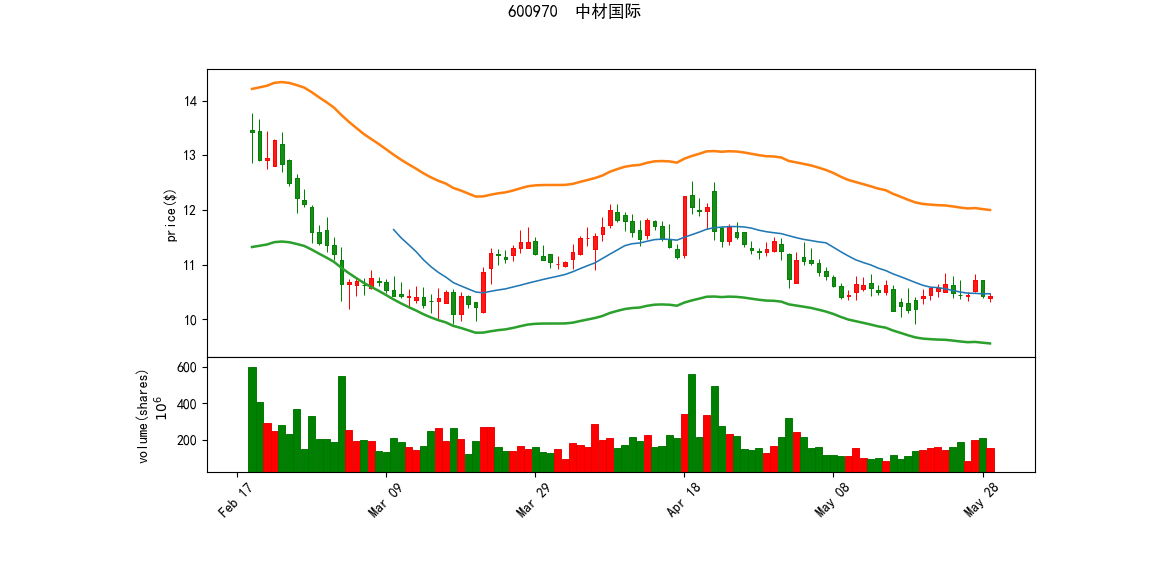 600970 中材国际
price($)
14
13
12
11
10
volume(shares)
10^6
600
400
200
Feb 17
Mar 09
Mar 29
Apr 18
May 08
May 28